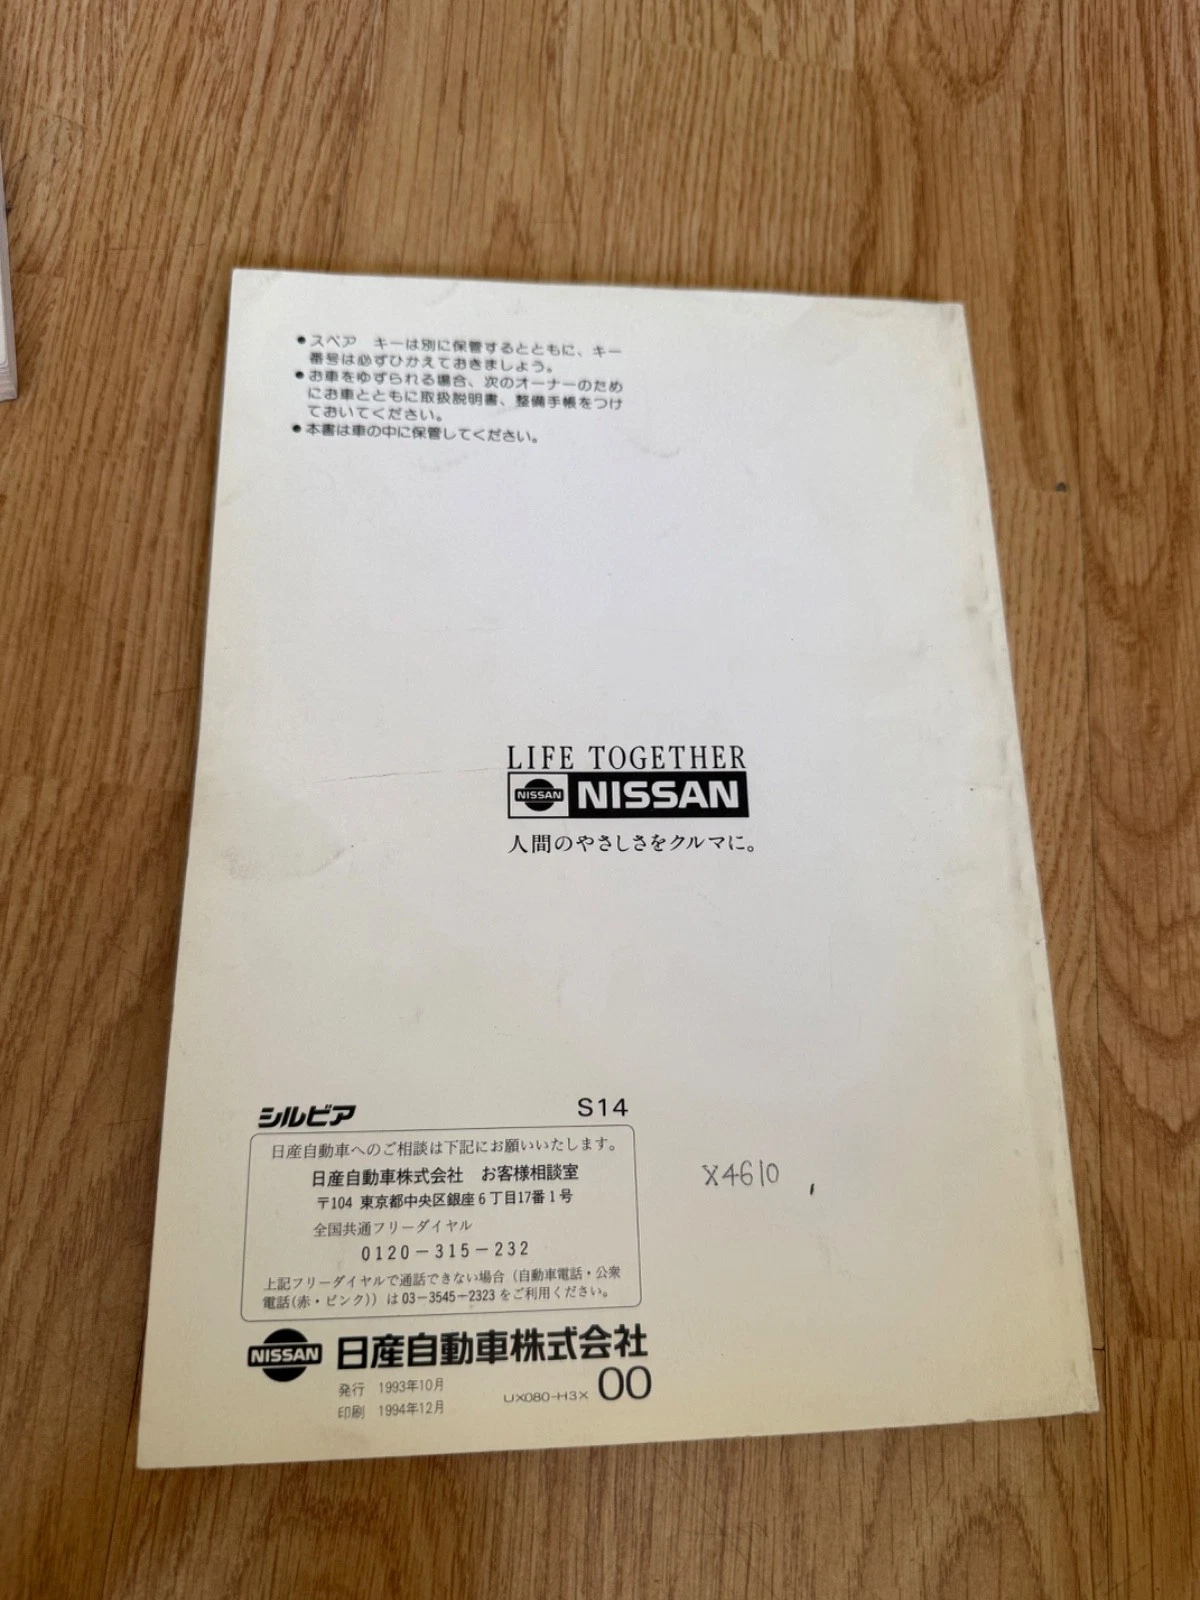 ●スペア　キーは別に保管するとともに、キー
番号は必ずひかえておきましょう。
●お車をゆずられる場合、次のオーナーのため
にお車とともに取扱説明書、整備手帳をつけ
ておいてください。
●本書は車の中に保管してください。
LIFE TOGETHER
NISSAN NISSAN
人間のやさしさをクルマに。
シルビア S14
日産自動車へのご相談は下記にお願いいたします。
日産自動車株式会社　お客様相談室
〒104 東京都中央区銀座6丁目17番1号
全国共通フリーダイヤル
0120-315-232
上記フリーダイヤルで通話できない場合（自動車電話・公衆
電話(赤・ピンク)）は03-3545-2323をご利用ください。
X4610
NISSAN 日産自動車株式会社
発行　1993年10月
印刷　1994年12月
UX080-H3X 00